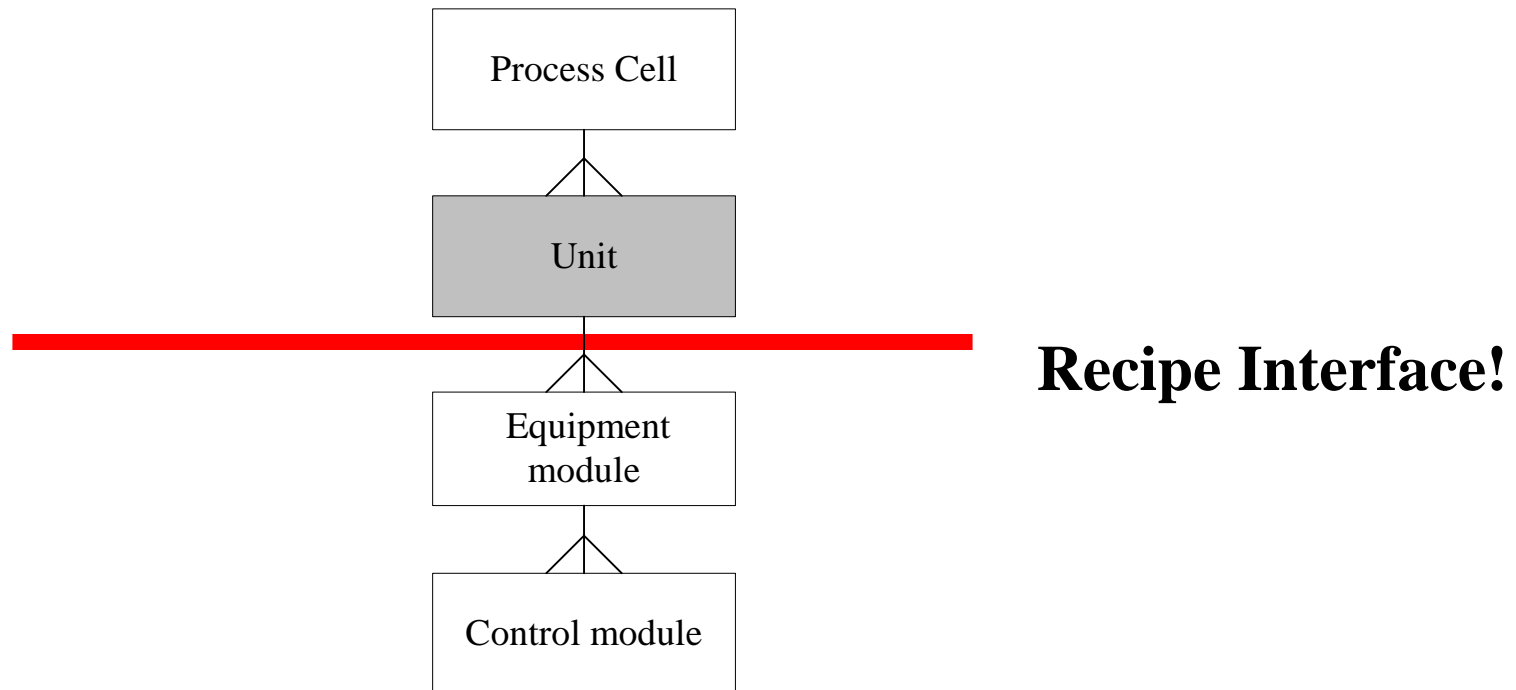 Process Cell
Unit
Recipe Interface!
Equipment
module
Control module